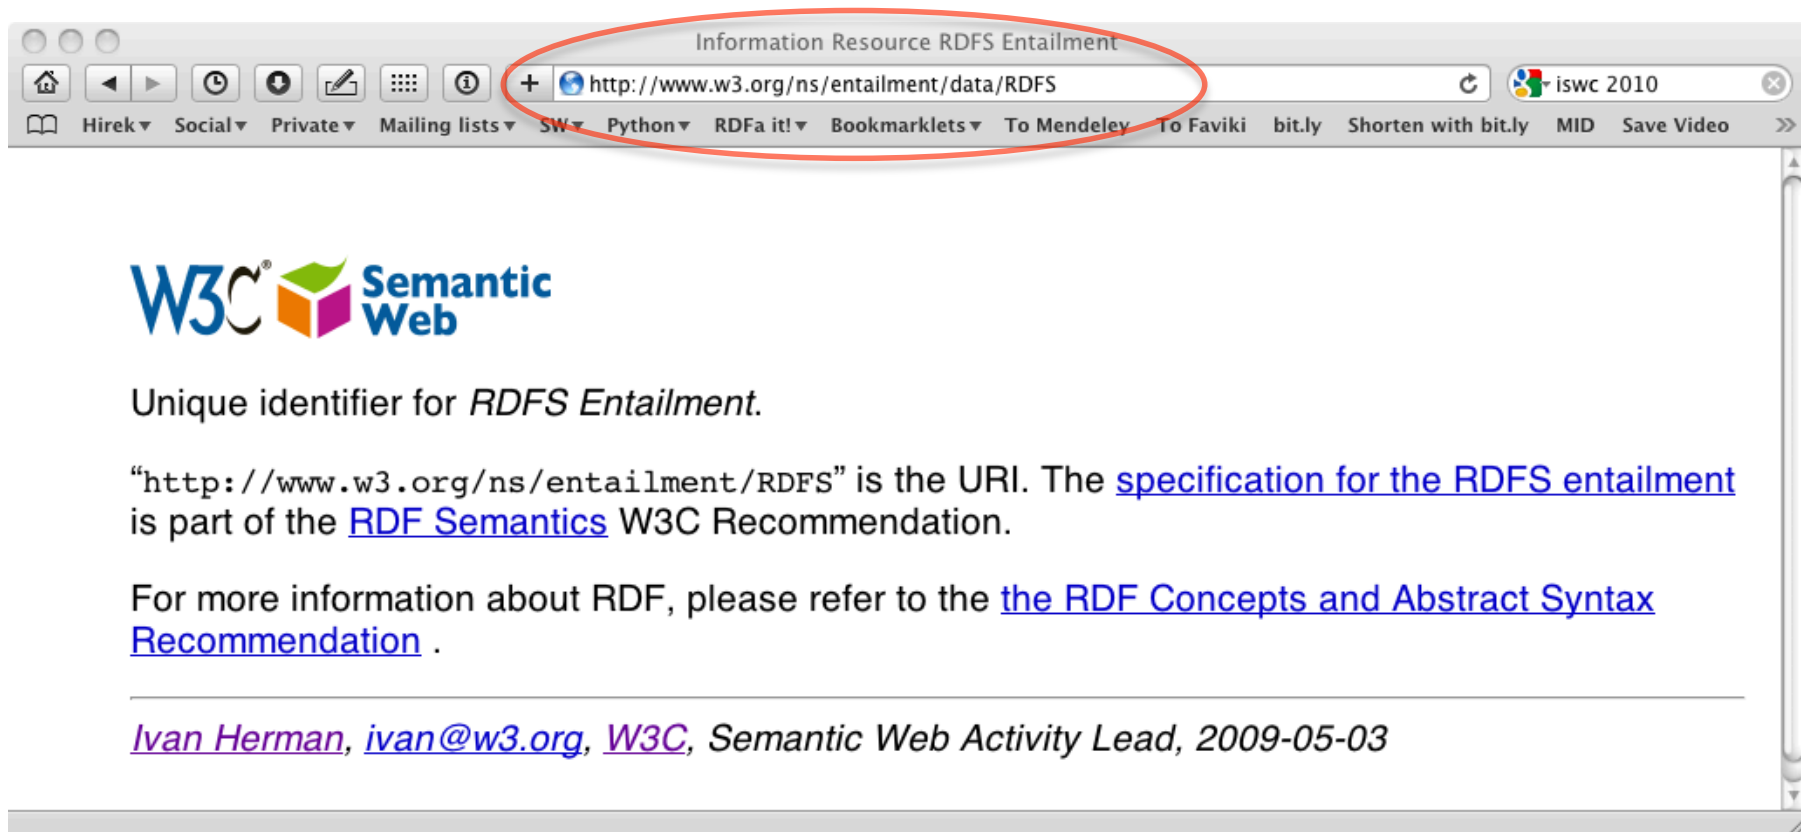 Information Resource RDFS Entailment
http://www.w3.org/ns/entailment/data/RDFS
iswc 2010
Hirek Social Private Mailing lists SW Python RDFa it! Bookmarklets To Mendeley To Faviki bit.ly Shorten with bit.ly MID Save Video
W3C® Semantic
Web
Unique identifier for RDFS Entailment.
“http://www.w3.org/ns/entailment/RDFS” is the URI. The specification for the RDFS entailment
is part of the RDF Semantics W3C Recommendation.
For more information about RDF, please refer to the the RDF Concepts and Abstract Syntax
Recommendation .
Ivan Herman, ivan@w3.org, W3C, Semantic Web Activity Lead, 2009-05-03